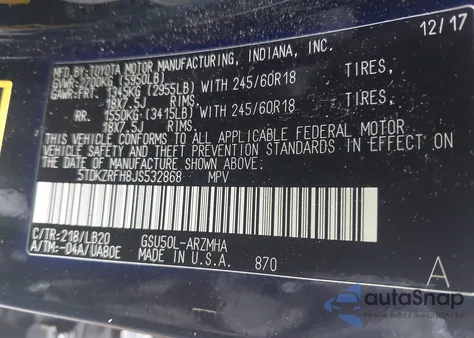 12/17
MFD.BY:TOYOTA MOTOR MANUFACTURING, INDIANA, INC.
GVWR 2700KG (5950LB)
GAWR:FRT. 1345KG (2955LB) WITH 245/60R18 TIRES,
18X7.5J RIMS.
RR. 1550KG (3415LB) WITH 245/60R18 TIRES,
18X7.5J RIMS.
THIS VEHICLE CONFORMS TO ALL APPLICABLE FEDERAL MOTOR
VEHICLE SAFETY AND THEFT PREVENTION STANDARDS IN EFFECT ON
THE DATE OF MANUFACTURE SHOWN ABOVE.
5TDKZRFH8JS532868 MPV
C/TR:218/LB20 GSU50L-ARZMHA
A/TM:-04A/UA80E MADE IN U.S.A. 870 A
autoSnap